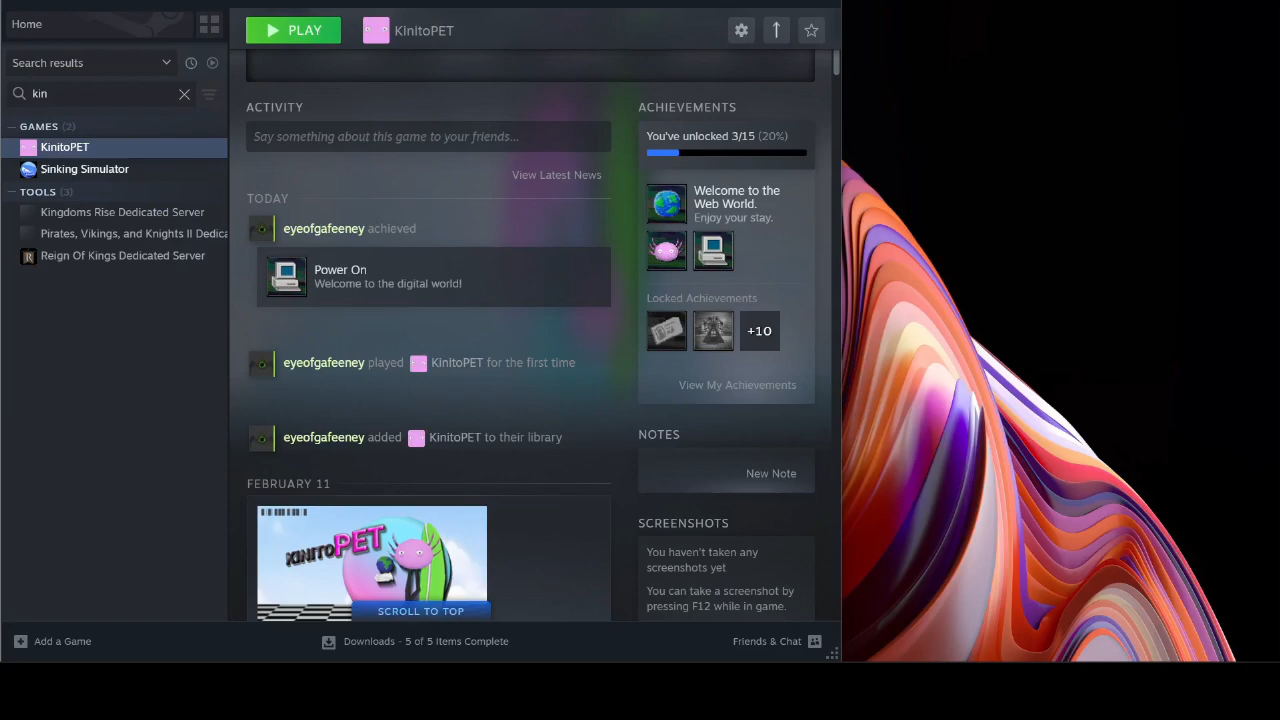 Home
Search results
kin
GAMES (2)
KinitoPET
Sinking Simulator
TOOLS (3)
Kingdoms Rise Dedicated Server
Pirates, Vikings, and Knights II Dedica
Reign Of Kings Dedicated Server
PLAY
KinitoPET
ACTIVITY
Say something about this game to your friends...
View Latest News
TODAY
eyeofgafeeney achieved
Power On
Welcome to the digital world!
eyeofgafeeney played KinitoPET for the first time
eyeofgafeeney added KinitoPET to their library
FEBRUARY 11
KINITOPET
SCROLL TO TOP
ACHIEVEMENTS
You've unlocked 3/15 (20%)
Welcome to the
Web World.
Enjoy your stay.
Locked Achievements
+10
View My Achievements
NOTES
New Note
SCREENSHOTS
You haven't taken any
screenshots yet
You can take a screenshot by
pressing F12 while in game.
Add a Game
Downloads - 5 of 5 Items Complete
Friends & Chat